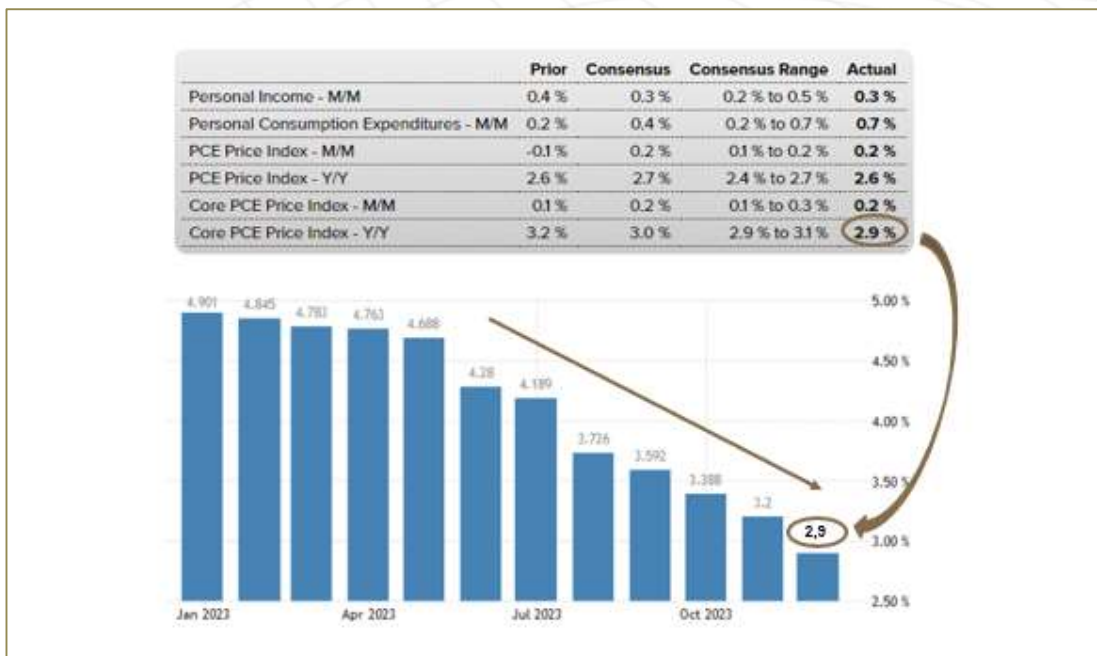 Prior Consensus Consensus Range Actual
Personal Income - M/M 0.4 % 0.3 % 0.2 % to 0.5 % 0.3 %
Personal Consumption Expenditures - M/M 0.2 % 0.4 % 0.2 % to 0.7 % 0.7 %
PCE Price Index - M/M -0.1 % 0.2 % 0.1 % to 0.2 % 0.2 %
PCE Price Index - Y/Y 2.6 % 2.7 % 2.4 % to 2.7 % 2.6 %
Core PCE Price Index - M/M 0.1 % 0.2 % 0.1 % to 0.3 % 0.2 %
Core PCE Price Index - Y/Y 3.2 % 3.0 % 2.9 % to 3.1 % 2.9 %
4.901 4.845 4.783 4.763 4.688 4.28 4.189 3.726 3.592 3.388 3.2 2,9
5.00 %
4.50 %
4.00 %
3.50 %
3.00 %
2.50 %
Jan 2023 Apr 2023 Jul 2023 Oct 2023